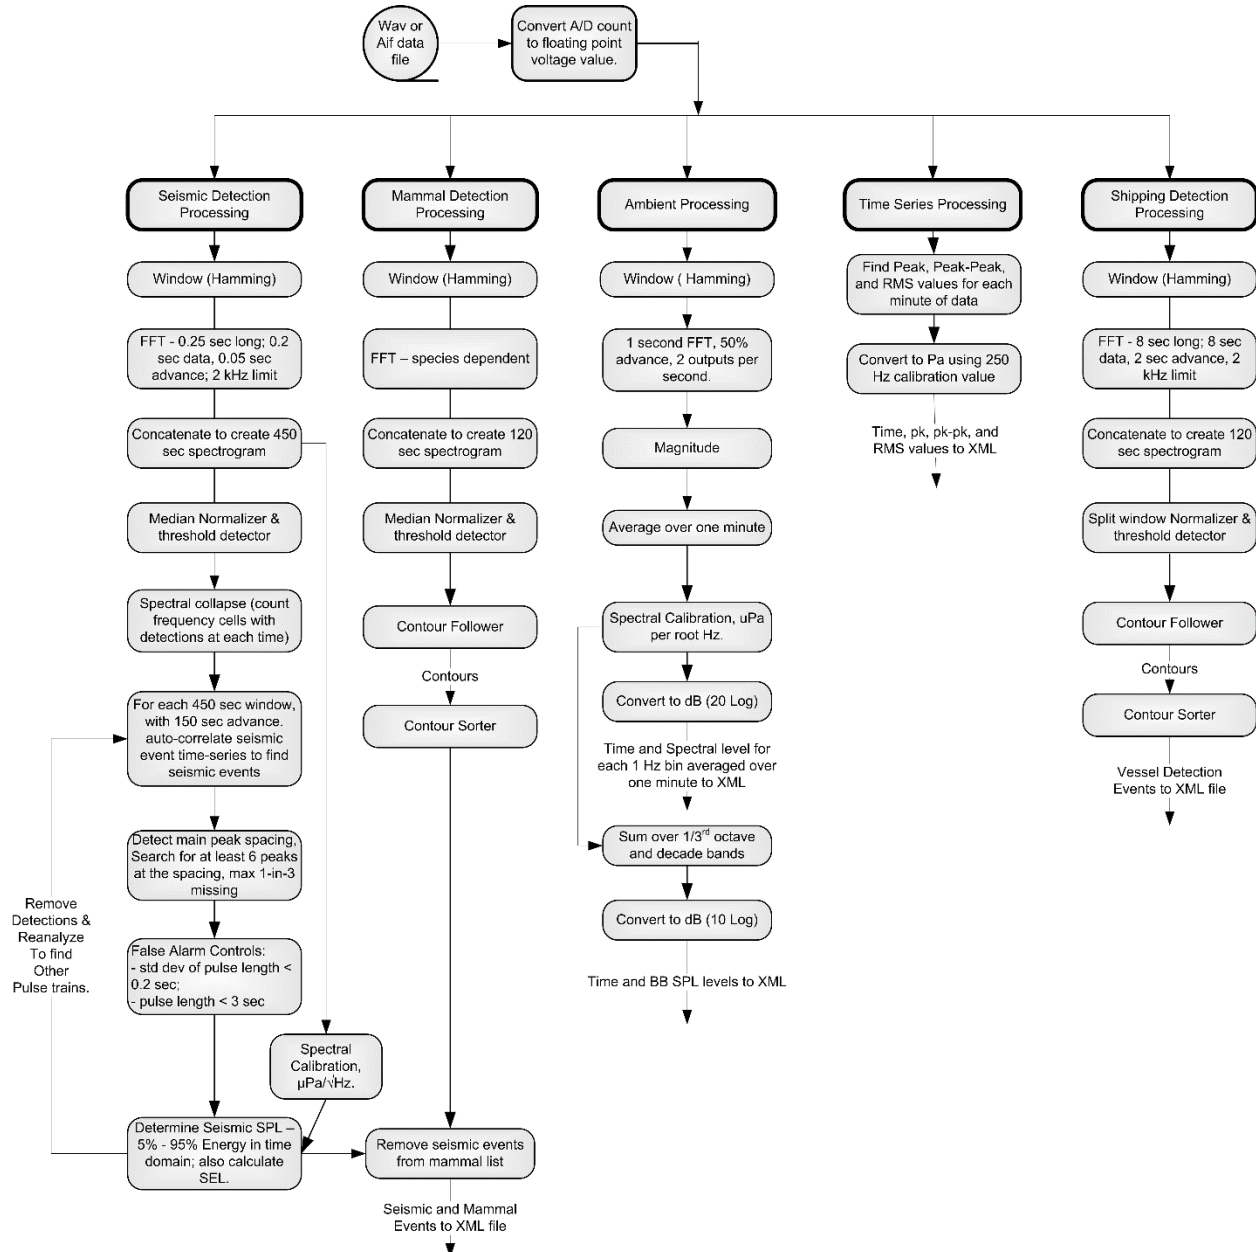 Wav or
Aif data
file
Convert A/D count
to floating point
voltage value.
Seismic Detection
Processing
Window (Hamming)
FFT - 0.25 sec long; 0.2
sec data, 0.05 sec
advance; 2 kHz limit
Concatenate to create 450
sec spectrogram
Median Normalizer &
threshold detector
Spectral collapse (count
frequency cells with
detections at each time)
For each 450 sec window,
with 150 sec advance.
auto-correlate seismic
event time-series to find
seismic events
Detect main peak spacing,
Search for at least 6 peaks
at the spacing, max 1-in-3
missing
False Alarm Controls:
- std dev of pulse length <
0.2 sec;
- pulse length < 3 sec
Remove
Detections &
Reanalyze
To find
Other
Pulse trains.
Spectral
Calibration,
µPa/√Hz.
Determine Seismic SPL –
5% - 95% Energy in time
domain; also calculate
SEL.
Mammal Detection
Processing
Window (Hamming)
FFT – species dependent
Concatenate to create 120
sec spectrogram
Median Normalizer &
threshold detector
Contour Follower
Contours
Contour Sorter
Remove seismic events
from mammal list
Seismic and Mammal
Events to XML file
Ambient Processing
Window ( Hamming)
1 second FFT, 50%
advance, 2 outputs per
second.
Magnitude
Average over one minute
Spectral Calibration, uPa
per root Hz.
Convert to dB (20 Log)
Time and Spectral level for
each 1 Hz bin averaged over
one minute to XML
Sum over 1/3rd octave
and decade bands
Convert to dB (10 Log)
Time and BB SPL levels to XML
Time Series Processing
Find Peak, Peak-Peak,
and RMS values for each
minute of data
Convert to Pa using 250
Hz calibration value
Time, pk, pk-pk, and
RMS values to XML
Shipping Detection
Processing
Window (Hamming)
FFT - 8 sec long; 8 sec
data, 2 sec advance, 2
kHz limit
Concatenate to create 120
sec spectrogram
Split window Normalizer &
threshold detector
Contour Follower
Contours
Contour Sorter
Vessel Detection
Events to XML file